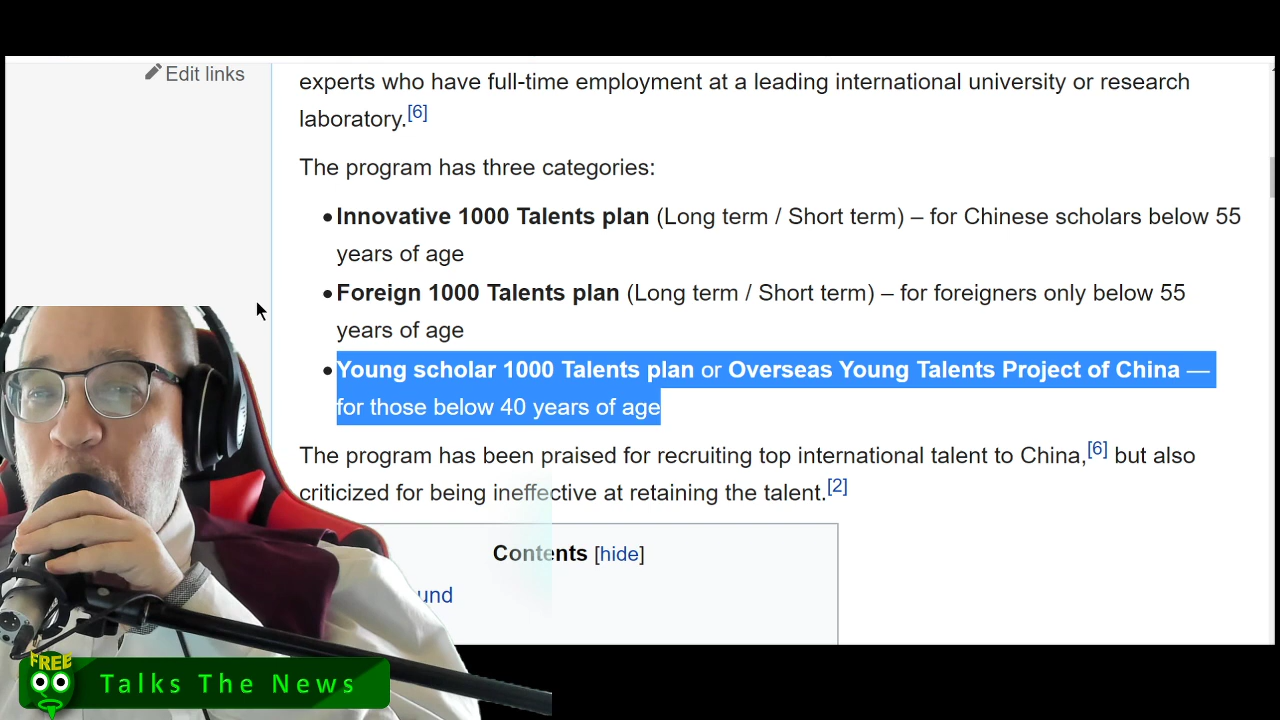 Edit links
experts who have full-time employment at a leading international university or research
laboratory.[6]
The program has three categories:
•Innovative 1000 Talents plan (Long term / Short term) – for Chinese scholars below 55
years of age
•Foreign 1000 Talents plan (Long term / Short term) – for foreigners only below 55
years of age
•Young scholar 1000 Talents plan or Overseas Young Talents Project of China —
for those below 40 years of age
The program has been praised for recruiting top international talent to China,[6] but also
criticized for being ineffective at retaining the talent.[2]
Contents [hide]
und
FREE
Talks The News